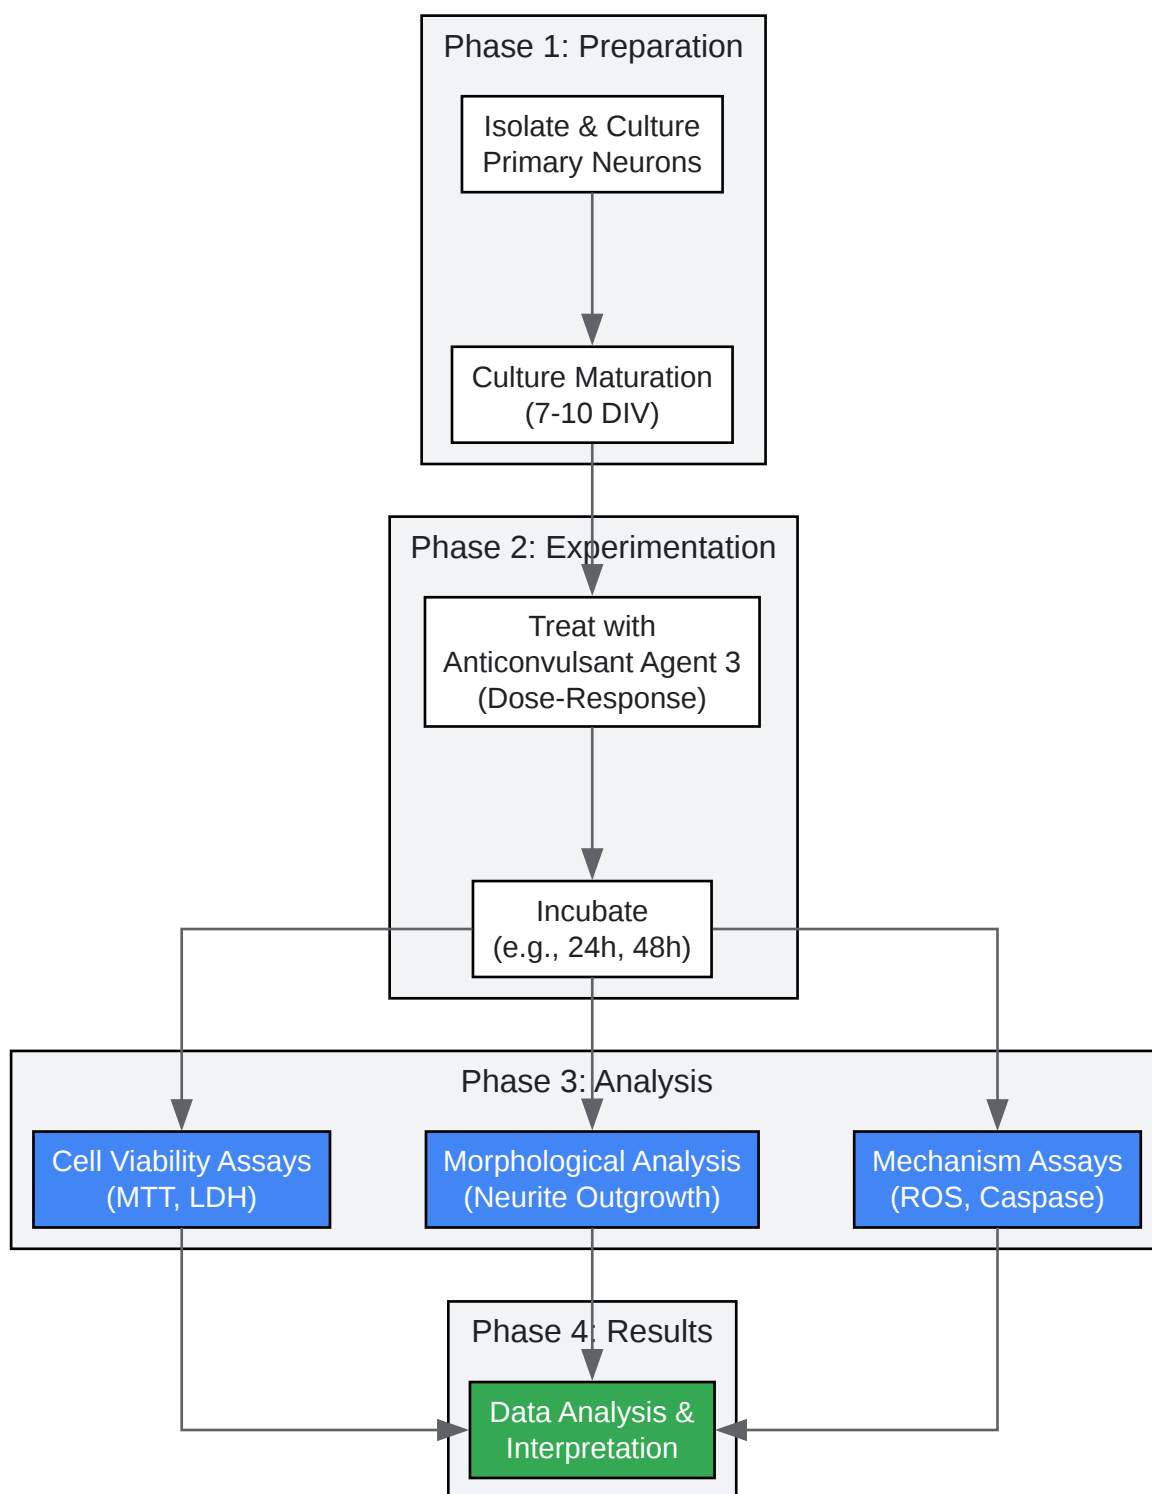 Phase 1: Preparation
Isolate & Culture
Primary Neurons
Culture Maturation
(7-10 DIV)
Phase 2: Experimentation
Treat with
Anticonvulsant Agent 3
(Dose-Response)
Incubate
(e.g., 24h, 48h)
Phase 3: Analysis
Cell Viability Assays
(MTT, LDH)
Morphological Analysis
(Neurite Outgrowth)
Mechanism Assays
(ROS, Caspase)
Phase 4: Results
Data Analysis &
Interpretation